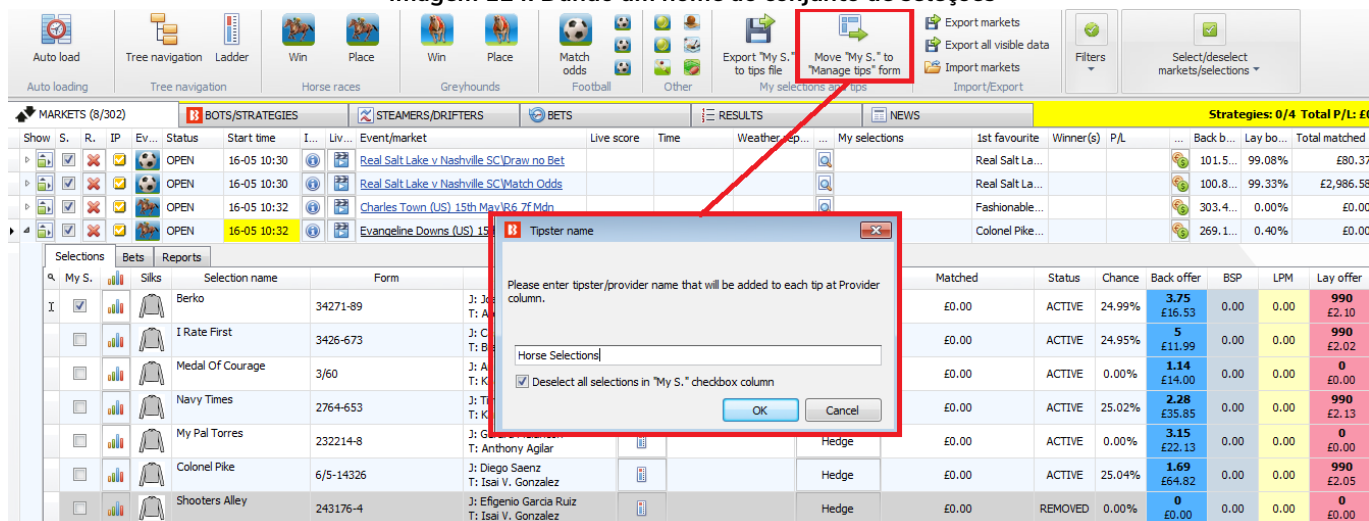 Imagem 124. Dando um nome ao conjunto de seleções
Export markets
Export all visible data
Import markets
Auto load
Tree navigation Ladder Win Place Win Place Match odds
Export "My S." to tips file
Move "My S." to "Manage tips" form
Filters
Select/deselect markets/selections
Auto loading Tree navigation Horse races Greyhounds Football Other My selections and tips Import/Export
MARKETS (8/302) BOTS/STRATEGIES STEAMERS/DRIFTERS BETS RESULTS NEWS Strategies: 0/4 Total P/L: £0
Show S. R. IP Ev... Status Start time I... Liv... Event/market Live score Time Weather rep... ... My selections 1st favourite Winner(s) P/L ... Back b... Lay bo... Total matched
OPEN 16-05 10:30 Real Salt Lake v Nashville SC\Draw no Bet Real Salt La... 101.5... 99.08% £80.37
OPEN 16-05 10:30 Real Salt Lake v Nashville SC\Match Odds Real Salt La... 100.8... 99.33% £2,986.58
OPEN 16-05 10:32 Charles Town (US) 15th May\R6 7f Mdn Fashionable... 303.4... 0.00% £0.00
OPEN 16-05 10:32 Evangeline Downs (US) 15 Colonel Pike... 269.1... 0.40% £0.00
Tipster name
Please enter tipster/provider name that will be added to each tip at Provider column.
Horse Selections
Deselect all selections in "My S." checkbox column
OK Cancel
Selections Bets Reports
My S. Silks Selection name Form Matched Status Chance Back offer BSP LPM Lay offer
Berko 34271-89 £0.00 ACTIVE 24.99% 3.75 £16.53 0.00 0.00 990 £2.10
I Rate First 3426-673 £0.00 ACTIVE 24.95% 5 £11.99 0.00 0.00 990 £2.02
Medal Of Courage 3/60 £0.00 ACTIVE 0.00% 1.14 £14.00 0.00 0.00 0 £0.00
Navy Times 2764-653 £0.00 ACTIVE 25.02% 2.28 £35.85 0.00 0.00 990 £2.13
My Pal Torres 232214-8 T: Anthony Agilar Hedge £0.00 ACTIVE 0.00% 3.15 £22.13 0.00 0.00 0 £0.00
Colonel Pike 6/5-14326 J: Diego Saenz T: Isai V. Gonzalez Hedge £0.00 ACTIVE 25.04% 1.69 £64.82 0.00 0.00 990 £2.05
Shooters Alley 243176-4 J: Efigenio Garcia Ruiz T: Isai V. Gonzalez Hedge £0.00 REMOVED 0.00% 0 £0.00 0.00 0.00 0 £0.00